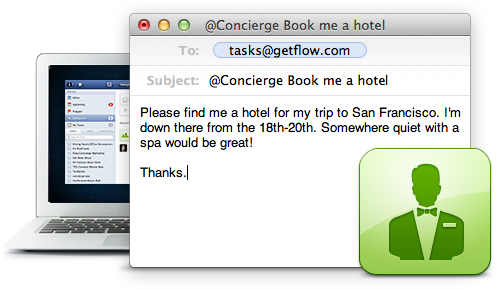 @Concierge Book me a hotel
To: tasks@getflow.com
Subject: @Concierge Book me a hotel
Please find me a hotel for my trip to San Francisco. I'm
down there from the 18th-20th. Somewhere quiet with a
spa would be great!
Thanks.